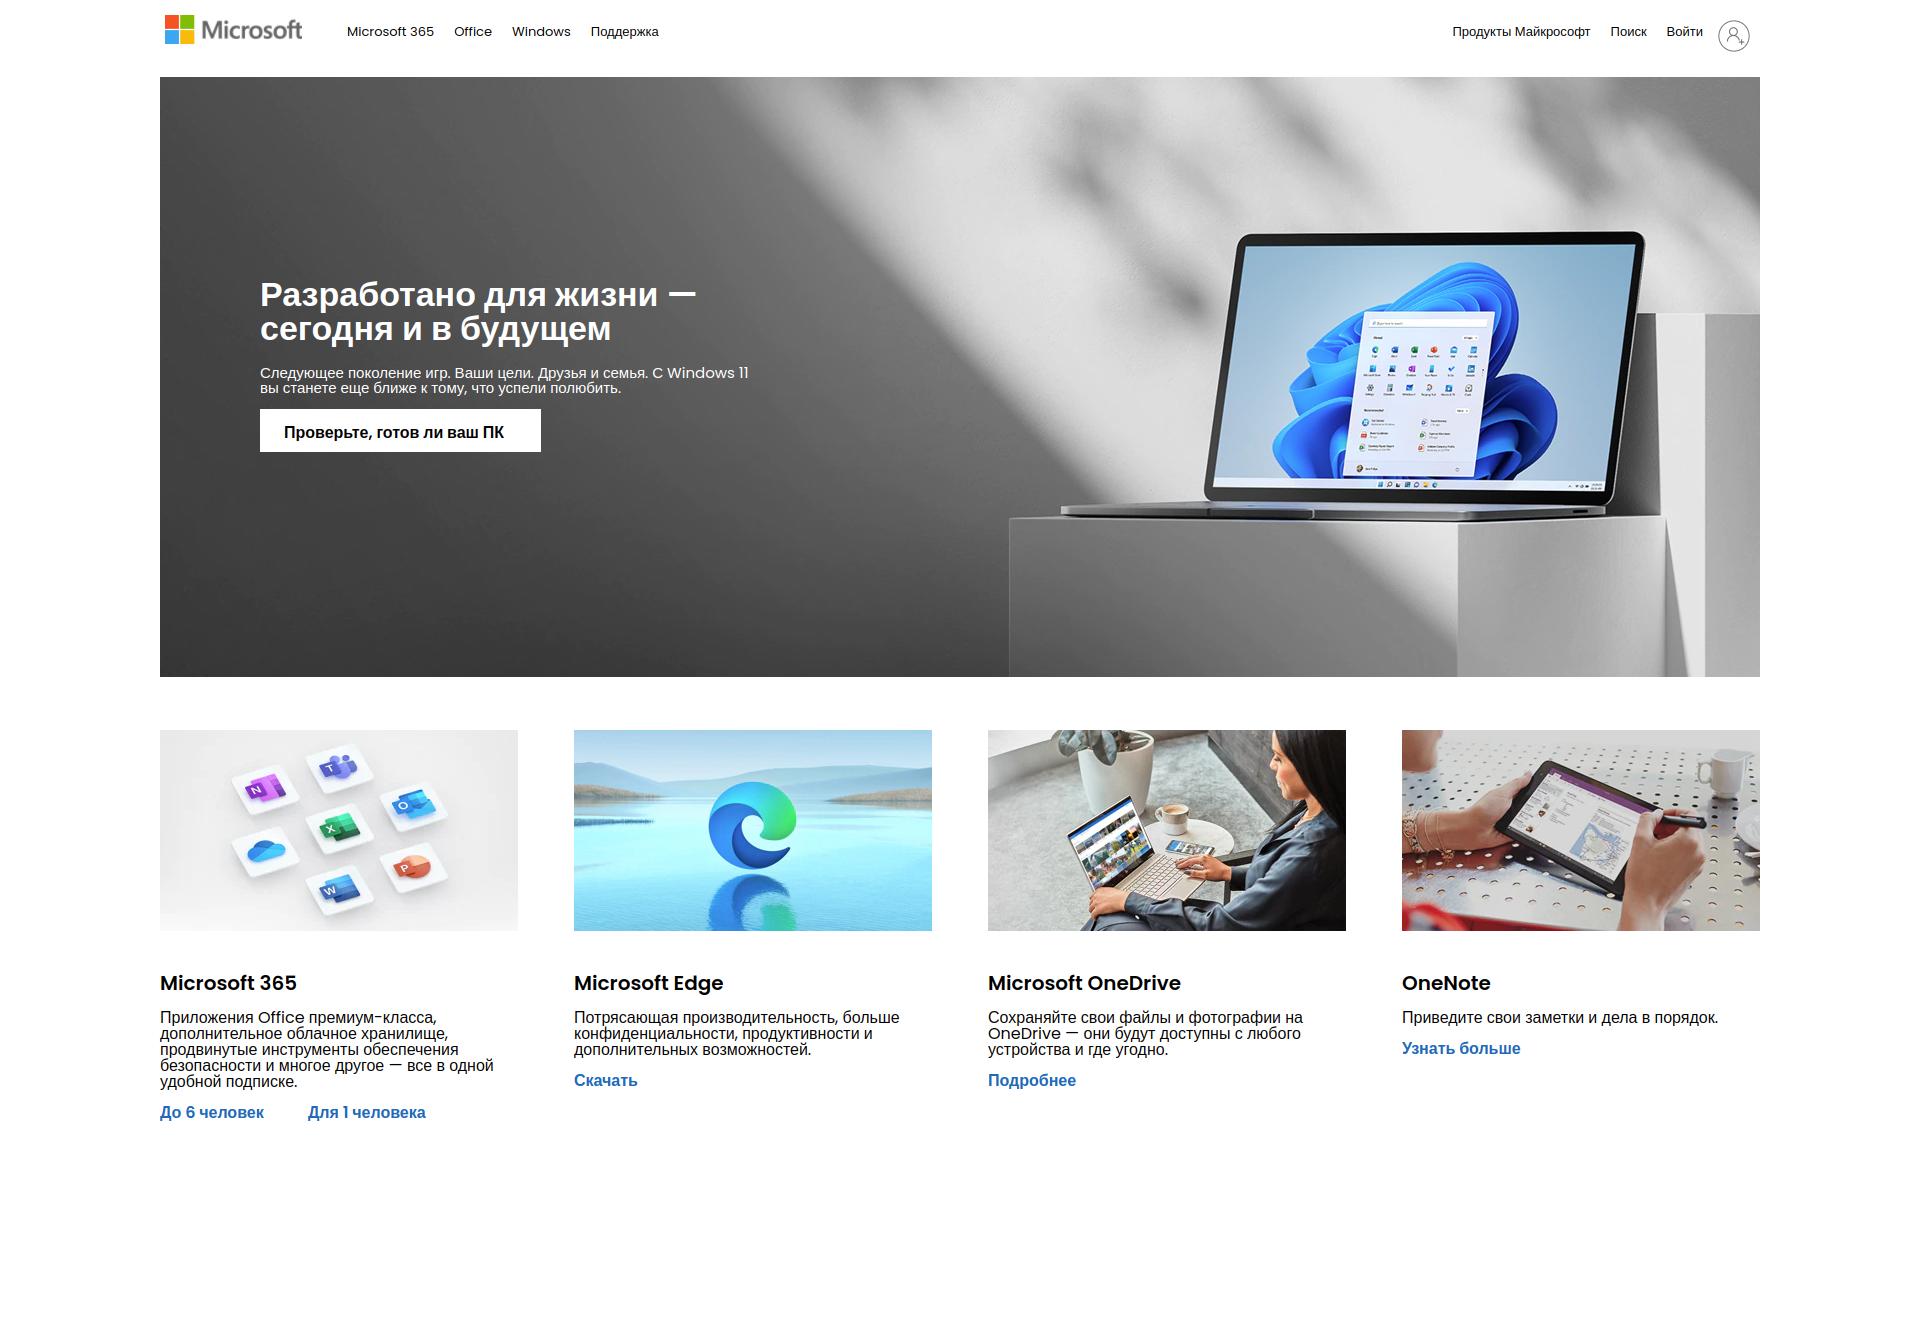 Microsoft
Microsoft 365
Office
Windows
Поддержка
Продукты Майкрософт
Поиск
Войти
Разработано для жизни —
сегодня и в будущем
Следующее поколение игр. Ваши цели. Друзья и семья. С Windows 11
вы станете еще ближе к тому, что успели полюбить.
Проверьте, готов ли ваш ПК
Microsoft 365
Приложения Office премиум-класса,
дополнительное облачное хранилище,
продвинутые инструменты обеспечения
безопасности и многое другое — все в одной
удобной подписке.
До 6 человек
Для 1 человека
Microsoft Edge
Потрясающая производительность, больше
конфиденциальности, продуктивности и
дополнительных возможностей.
Скачать
Microsoft OneDrive
Сохраняйте свои файлы и фотографии на
OneDrive — они будут доступны с любого
устройства и где угодно.
Подробнее
OneNote
Приведите свои заметки и дела в порядок.
Узнать больше